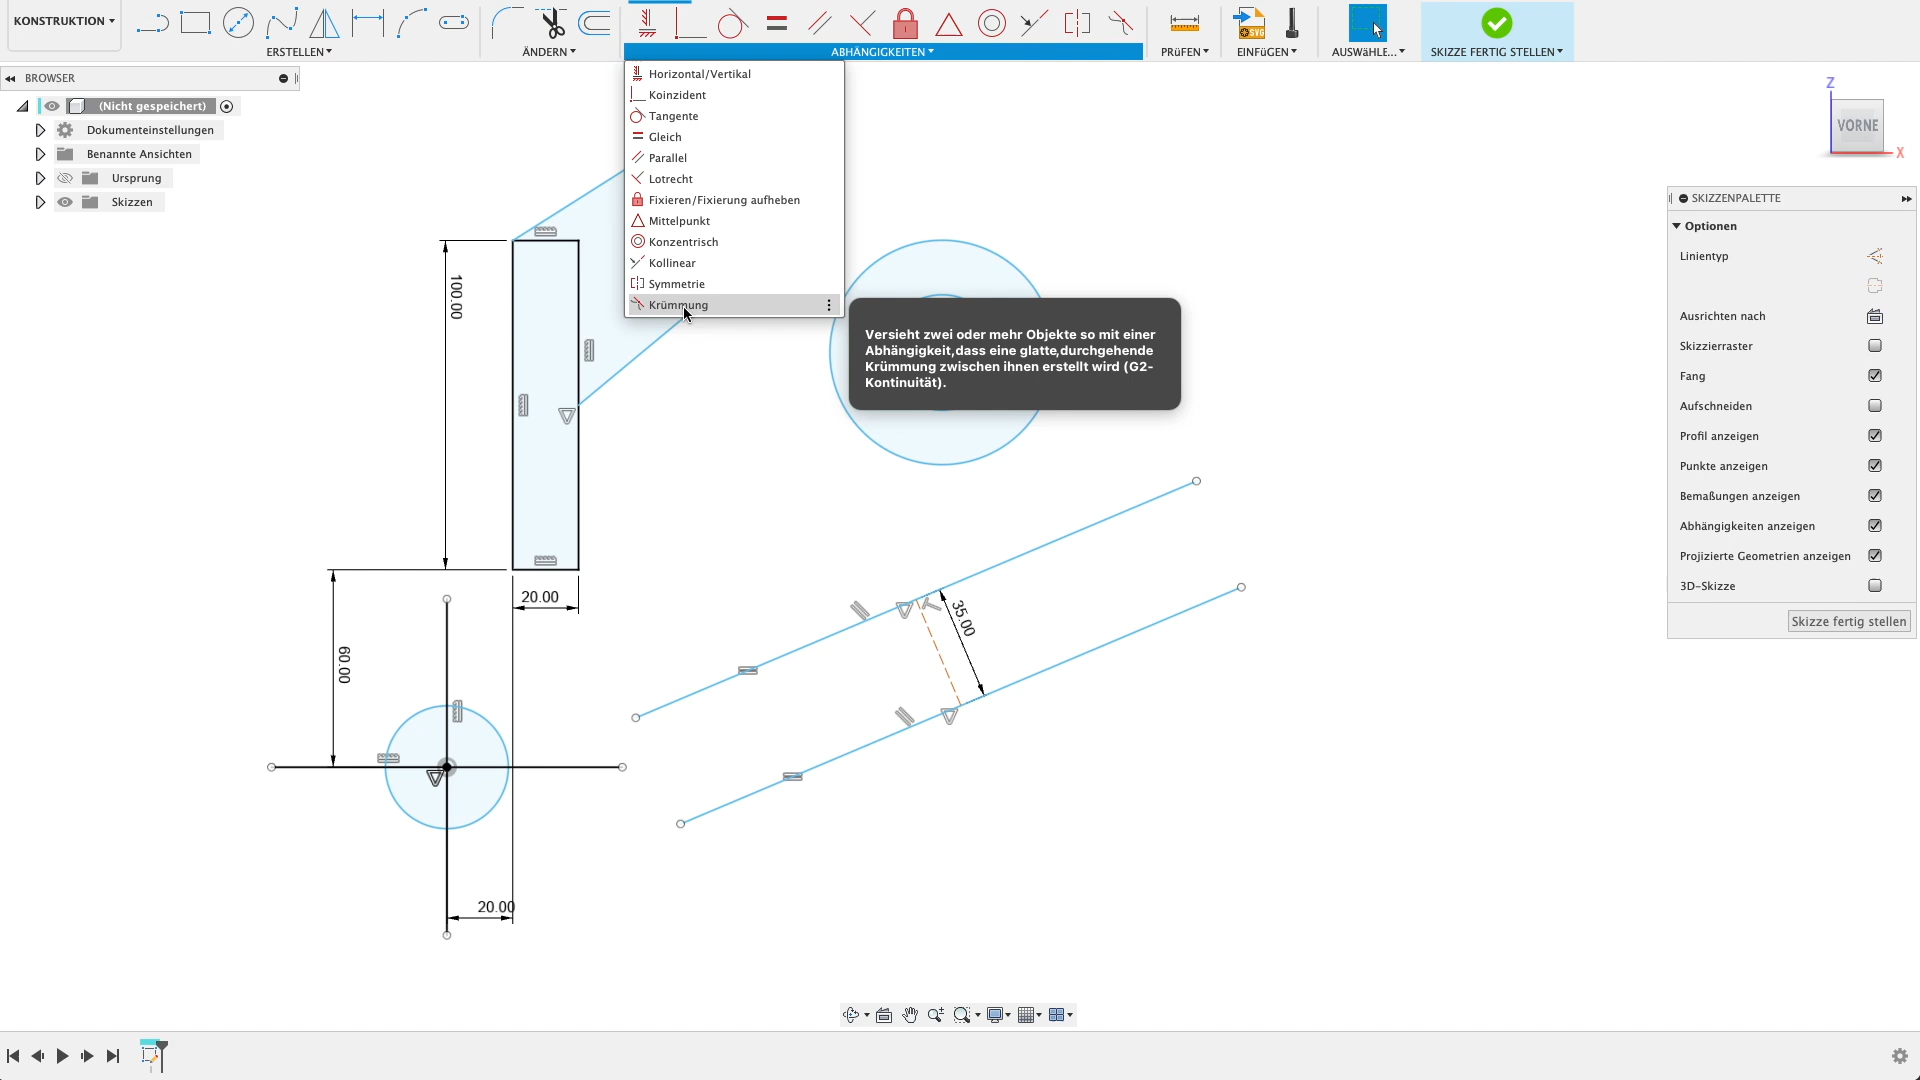 KONSTRUKTION
ERSTELLEN
ÄNDERN
ABHÄNGIGKEITEN
PRÜFEN
EINFÜGEN
SVG
AUSWÄHLE...
SKIZZE FERTIG STELLEN
BROWSER
(Nicht gespeichert)
Dokumenteinstellungen
Benannte Ansichten
Ursprung
Skizzen
Horizontal/Vertikal
Koinzident
Tangente
Gleich
Parallel
Lotrecht
Fixieren/Fixierung aufheben
Mittelpunkt
Konzentrisch
Kollinear
Symmetrie
Krümmung
Versieht zwei oder mehr Objekte so mit einer
Abhängigkeit,dass eine glatte,durchgehende
Krümmung zwischen ihnen erstellt wird (G2-
Kontinuität).
Z
VORNE
X
SKIZZENPALETTE
Optionen
Linientyp
Ausrichten nach
Skizzierraster
Fang
Aufschneiden
Profil anzeigen
Punkte anzeigen
Bemaßungen anzeigen
Abhängigkeiten anzeigen
Projizierte Geometrien anzeigen
3D-Skizze
Skizze fertig stellen
100.00
20.00
60.00
35.00
20.00